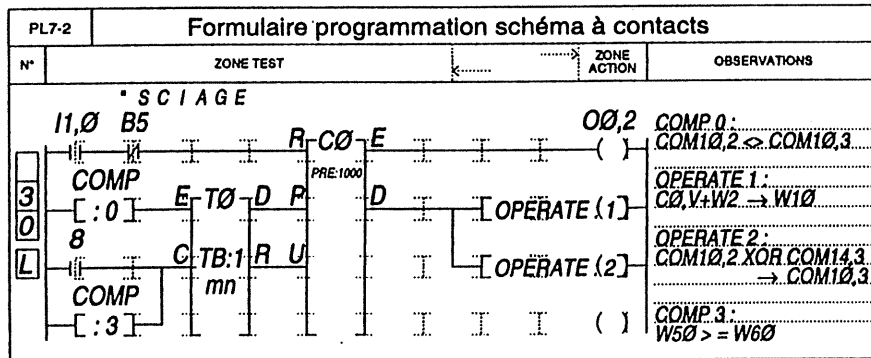 PL7-2 Formulaire programmation schéma à contacts
N° ZONE TEST ZONE ACTION OBSERVATIONS
" SCIAGE
I1,Ø B5 OØ,2 COMP 0 :
R CØ E COM1Ø,2 <> COM1Ø,3
PRE:1000
COMP OPERATE 1 :
3 [ :0 ] E TØ D P D [ OPERATE (1) ] CØ,V+W2 → W1Ø
0
8 OPERATE 2 :
L C TB:1 R U [ OPERATE (2) ] COM1Ø,2 XOR COM14,3
mn → COM1Ø,3
COMP COMP 3 :
[ :3 ] ( ) W5Ø > = W6Ø